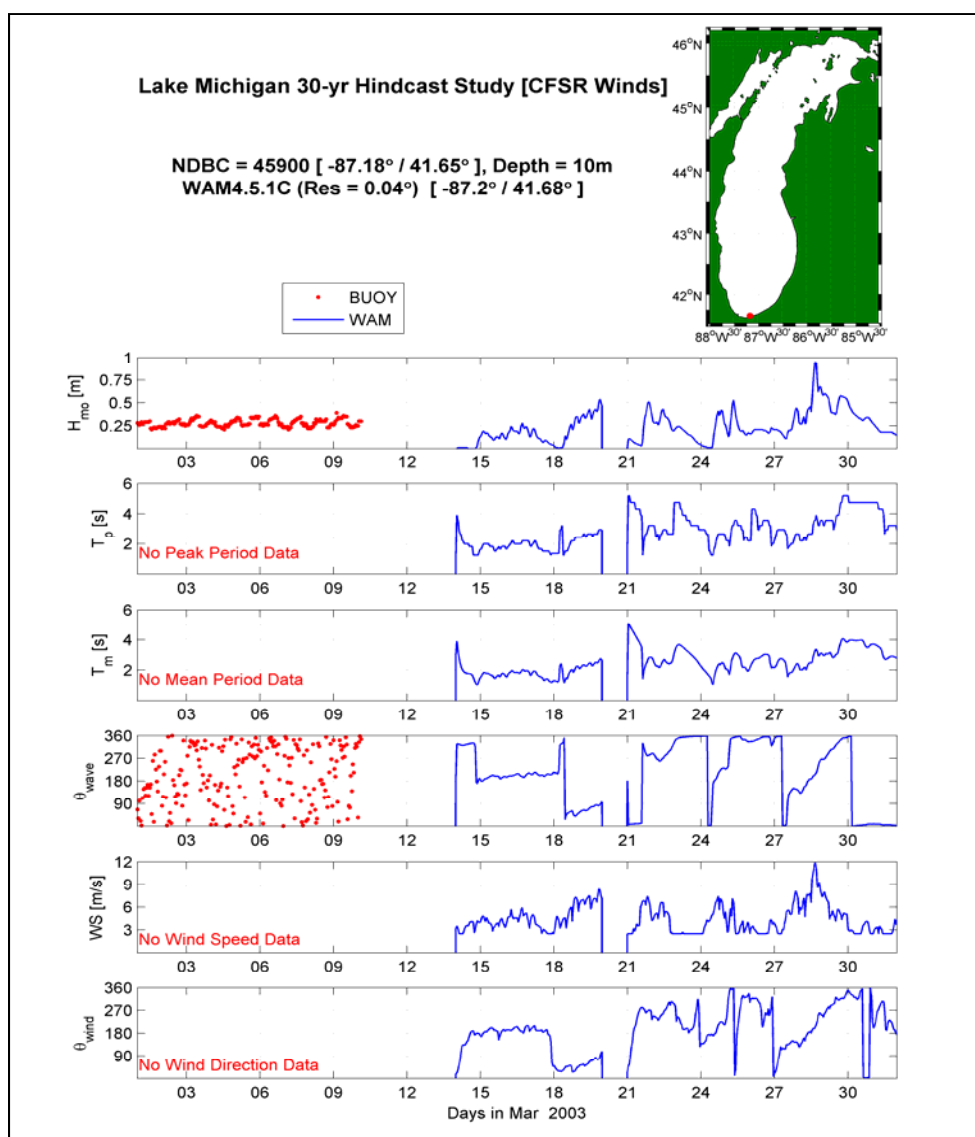 Lake Michigan 30-yr Hindcast Study [CFSR Winds]
NDBC = 45900 [ -87.18° / 41.65° ], Depth = 10m
WAM4.5.1C (Res = 0.04°) [ -87.2° / 41.68° ]
46°N
45°N
44°N
43°N
42°N
88°W 30' 87°W 30' 86°W 30' 85°W 30'
BUOY
WAM
H_mo [m]
1
0.75
0.5
0.25
03 06 09 12 15 18 21 24 27 30
T_p [s]
6
4
2
No Peak Period Data
03 06 09 12 15 18 21 24 27 30
T_m [s]
6
4
2
No Mean Period Data
03 06 09 12 15 18 21 24 27 30
θ_wave
360
270
180
90
03 06 09 12 15 18 21 24 27 30
WS [m/s]
12
9
6
3
No Wind Speed Data
03 06 09 12 15 18 21 24 27 30
θ_wind
360
270
180
90
No Wind Direction Data
03 06 09 12 15 18 21 24 27 30
Days in Mar 2003